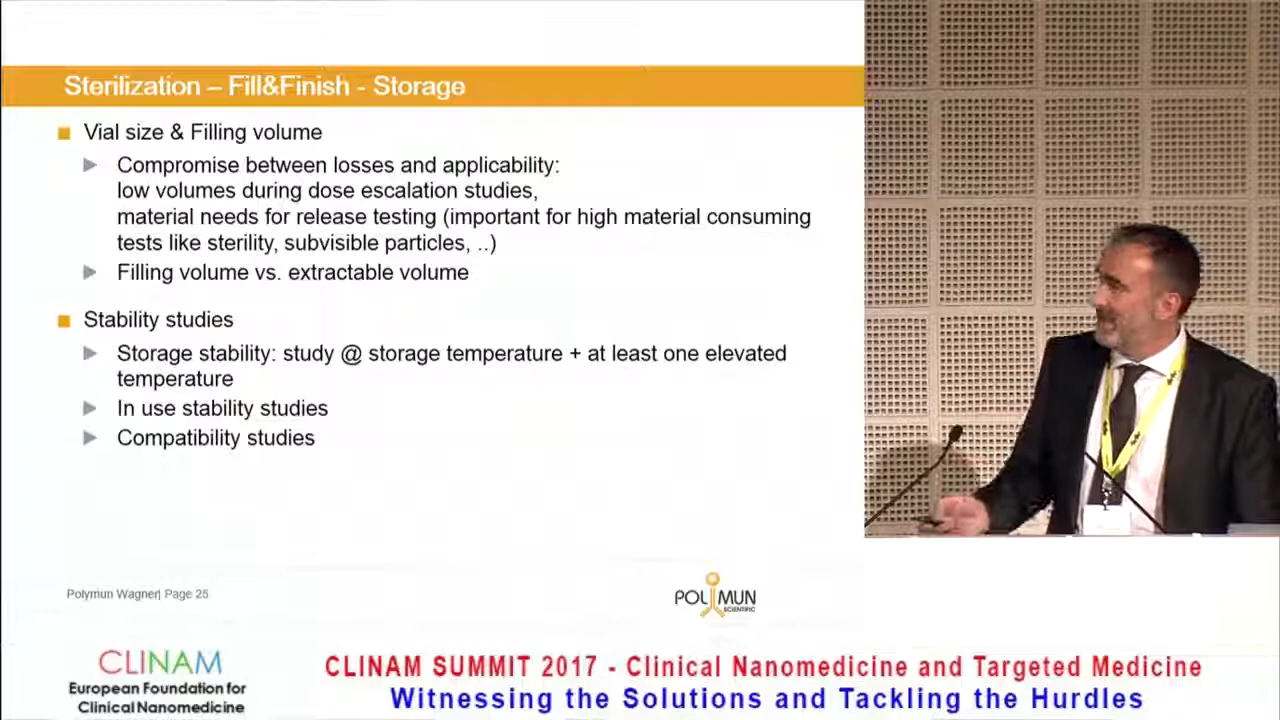 Sterilization – Fill&Finish - Storage
Vial size & Filling volume
Compromise between losses and applicability:
low volumes during dose escalation studies,
material needs for release testing (important for high material consuming
tests like sterility, subvisible particles, ..)
Filling volume vs. extractable volume
Stability studies
Storage stability: study @ storage temperature + at least one elevated
temperature
In use stability studies
Compatibility studies
Polymun Wagner| Page 25
POLYMUN
SCIENTIFIC
CLINAM
European Foundation for
Clinical Nanomedicine
CLINAM SUMMIT 2017 - Clinical Nanomedicine and Targeted Medicine
Witnessing the Solutions and Tackling the Hurdles